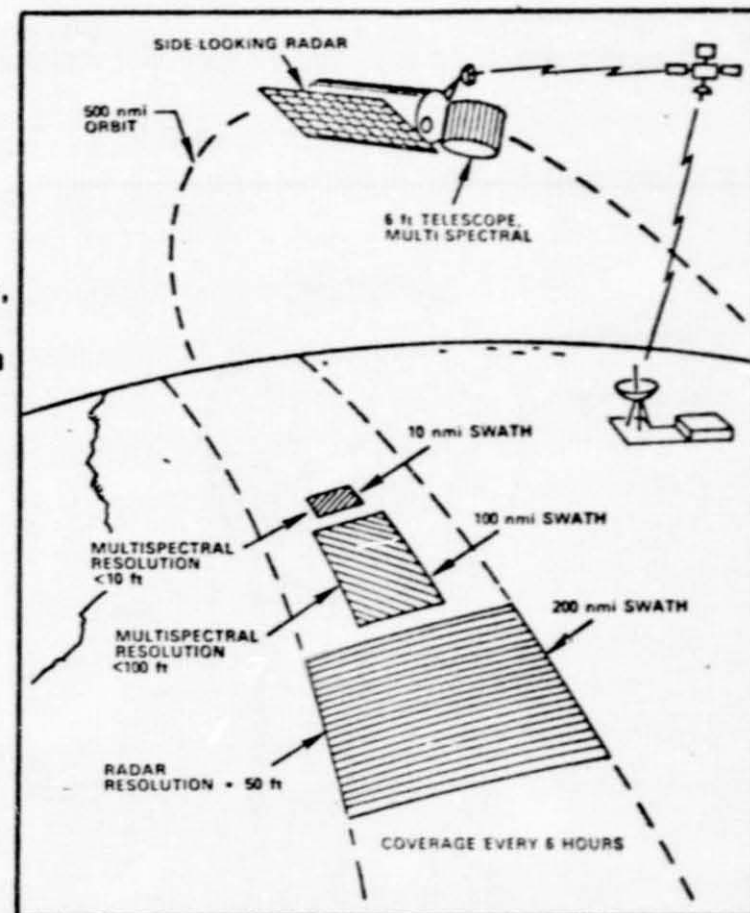 SIDE-LOOKING RADAR
500 nmi
ORBIT
6 ft TELESCOPE,
MULTI SPECTRAL
10 nmi SWATH
MULTISPECTRAL
RESOLUTION
<10 ft
100 nmi SWATH
MULTISPECTRAL
RESOLUTION
<100 ft
200 nmi SWATH
RADAR
RESOLUTION = 50 ft
COVERAGE EVERY 6 HOURS